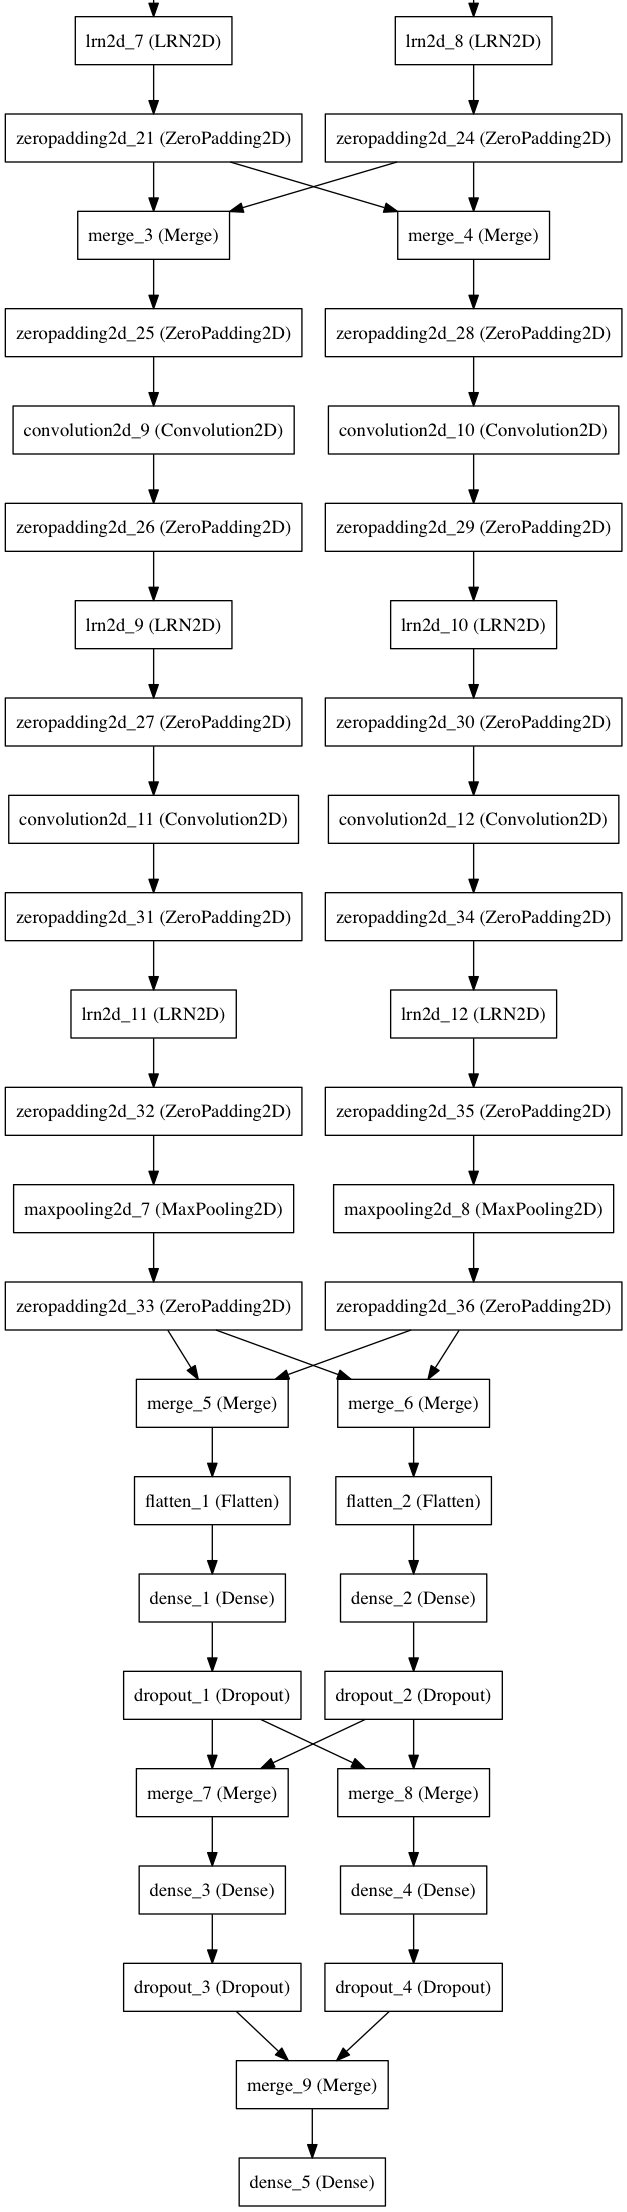 lrn2d_7 (LRN2D)
lrn2d_8 (LRN2D)
zeropadding2d_21 (ZeroPadding2D)
zeropadding2d_24 (ZeroPadding2D)
merge_3 (Merge)
merge_4 (Merge)
zeropadding2d_25 (ZeroPadding2D)
zeropadding2d_28 (ZeroPadding2D)
convolution2d_9 (Convolution2D)
convolution2d_10 (Convolution2D)
zeropadding2d_26 (ZeroPadding2D)
zeropadding2d_29 (ZeroPadding2D)
lrn2d_9 (LRN2D)
lrn2d_10 (LRN2D)
zeropadding2d_27 (ZeroPadding2D)
zeropadding2d_30 (ZeroPadding2D)
convolution2d_11 (Convolution2D)
convolution2d_12 (Convolution2D)
zeropadding2d_31 (ZeroPadding2D)
zeropadding2d_34 (ZeroPadding2D)
lrn2d_11 (LRN2D)
lrn2d_12 (LRN2D)
zeropadding2d_32 (ZeroPadding2D)
zeropadding2d_35 (ZeroPadding2D)
maxpooling2d_7 (MaxPooling2D)
maxpooling2d_8 (MaxPooling2D)
zeropadding2d_33 (ZeroPadding2D)
zeropadding2d_36 (ZeroPadding2D)
merge_5 (Merge)
merge_6 (Merge)
flatten_1 (Flatten)
flatten_2 (Flatten)
dense_1 (Dense)
dense_2 (Dense)
dropout_1 (Dropout)
dropout_2 (Dropout)
merge_7 (Merge)
merge_8 (Merge)
dense_3 (Dense)
dense_4 (Dense)
dropout_3 (Dropout)
dropout_4 (Dropout)
merge_9 (Merge)
dense_5 (Dense)